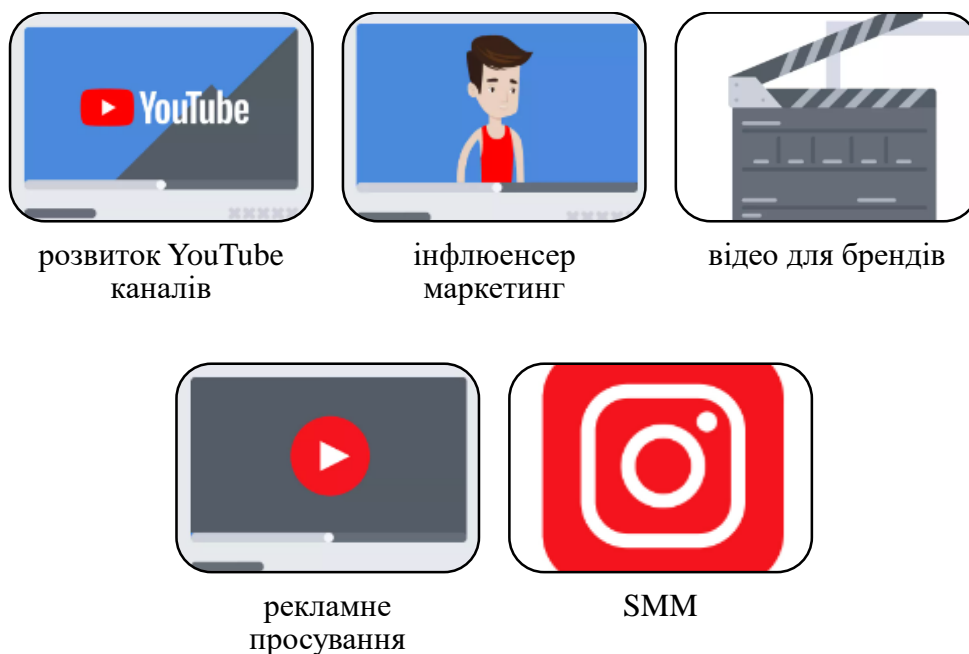 YouTube
розвиток YouTube
каналів
інфлюенсер
маркетинг
відео для брендів
рекламне
просування
SMM